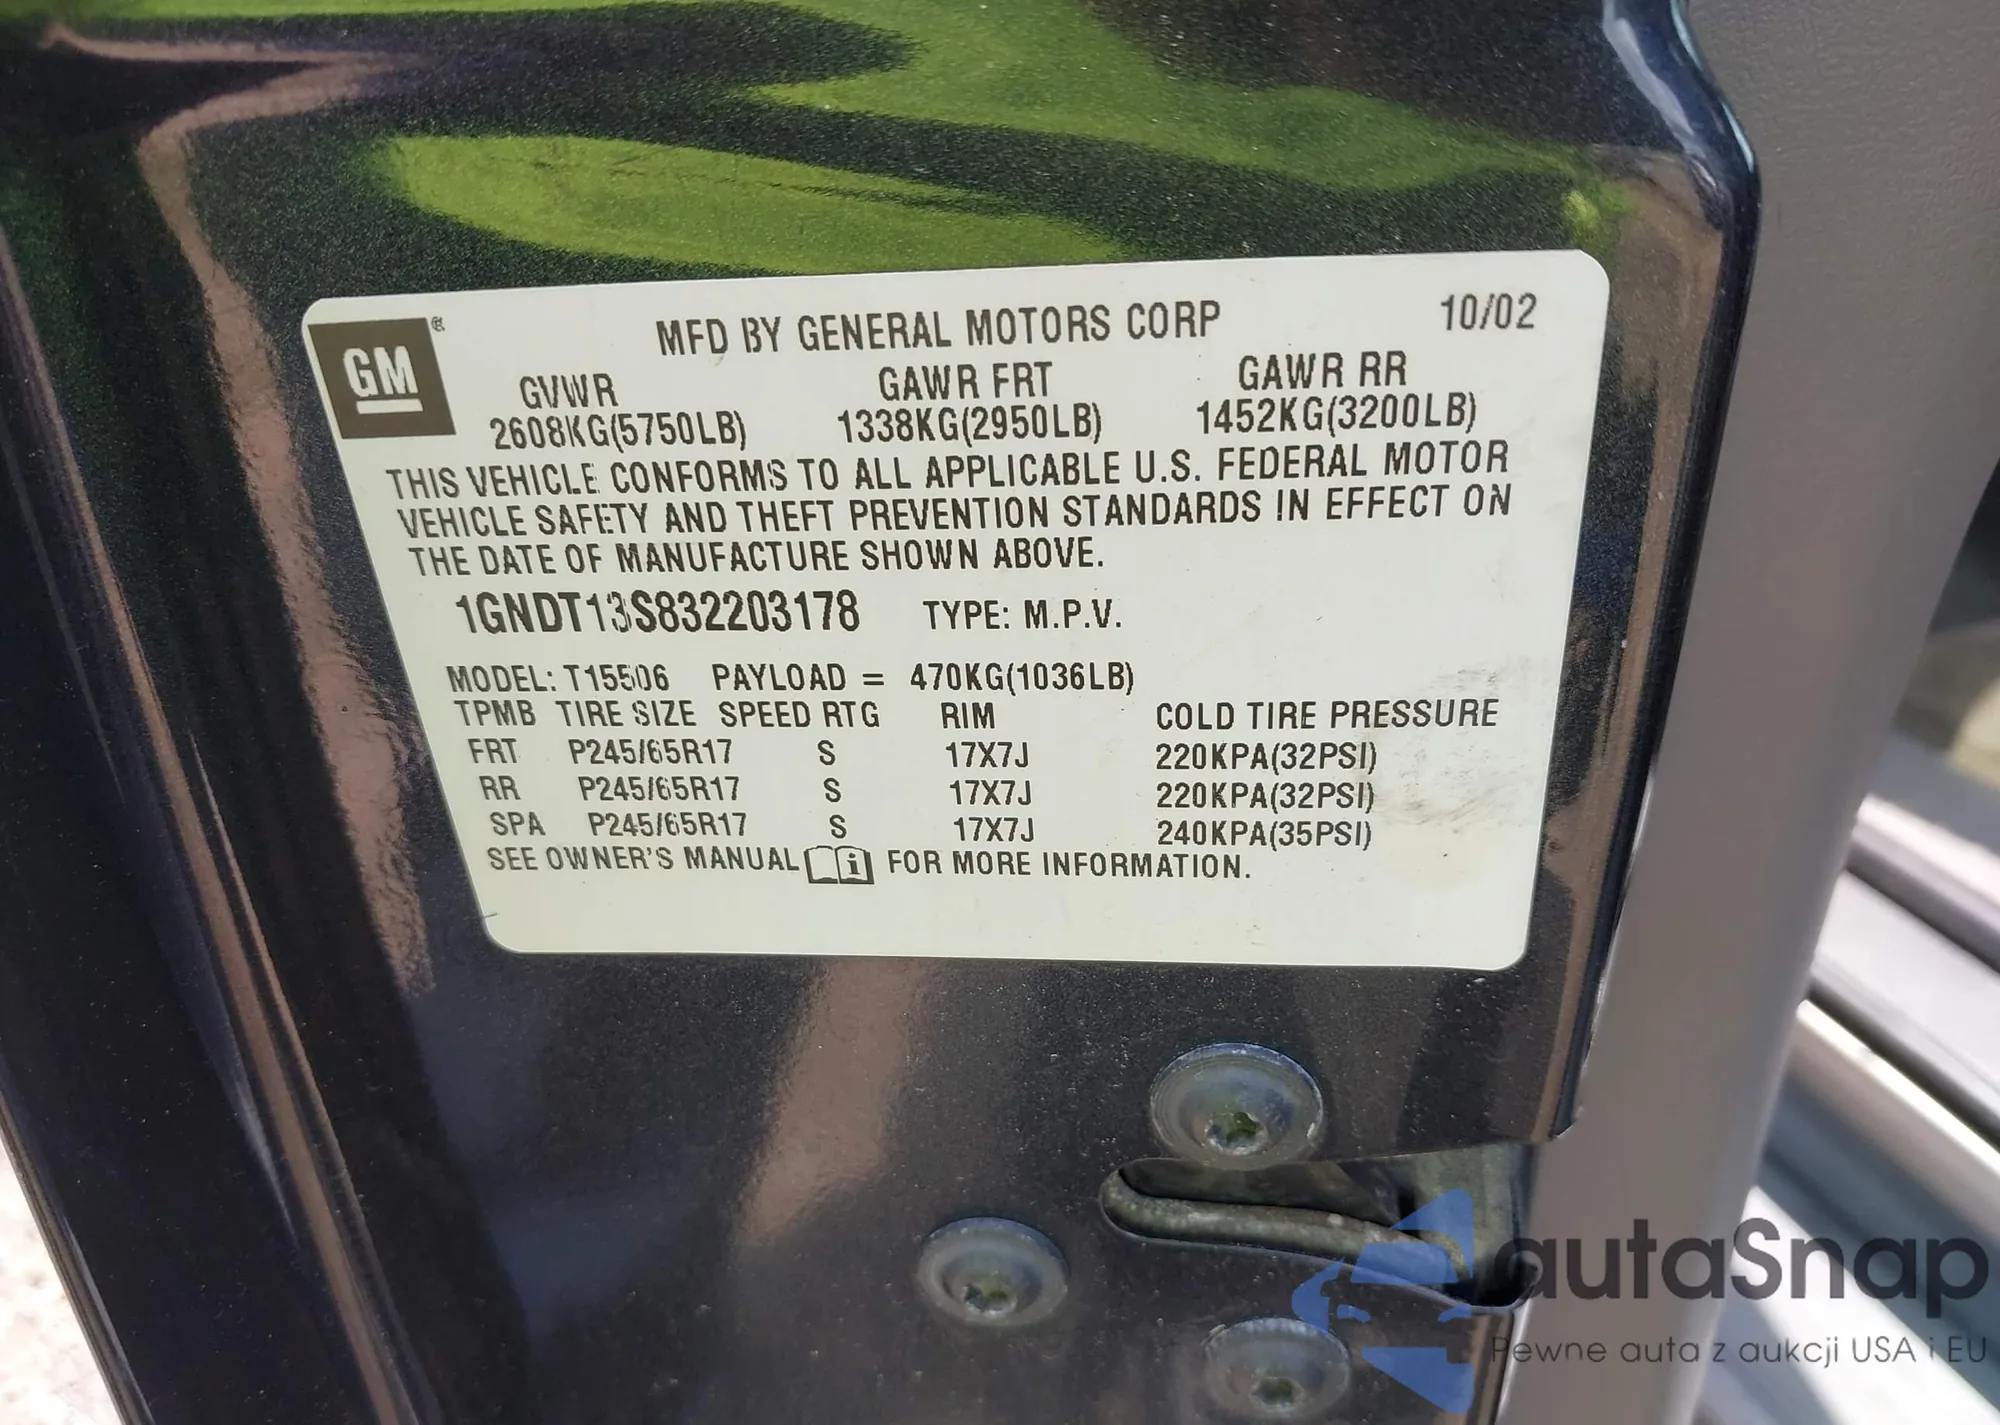 GM®
MFD BY GENERAL MOTORS CORP 10/02
GVWR GAWR FRT GAWR RR
2608KG(5750LB) 1338KG(2950LB) 1452KG(3200LB)
THIS VEHICLE CONFORMS TO ALL APPLICABLE U.S. FEDERAL MOTOR
VEHICLE SAFETY AND THEFT PREVENTION STANDARDS IN EFFECT ON
THE DATE OF MANUFACTURE SHOWN ABOVE.
1GNDT13S832203178 TYPE: M.P.V.
MODEL: T15506 PAYLOAD = 470KG(1036LB)
TPMB TIRE SIZE SPEED RTG RIM COLD TIRE PRESSURE
FRT P245/65R17 S 17X7J 220KPA(32PSI)
RR P245/65R17 S 17X7J 220KPA(32PSI)
SPA P245/65R17 S 17X7J 240KPA(35PSI)
SEE OWNER'S MANUAL FOR MORE INFORMATION.
autaSnap
Pewne auta z aukcji USA i EU